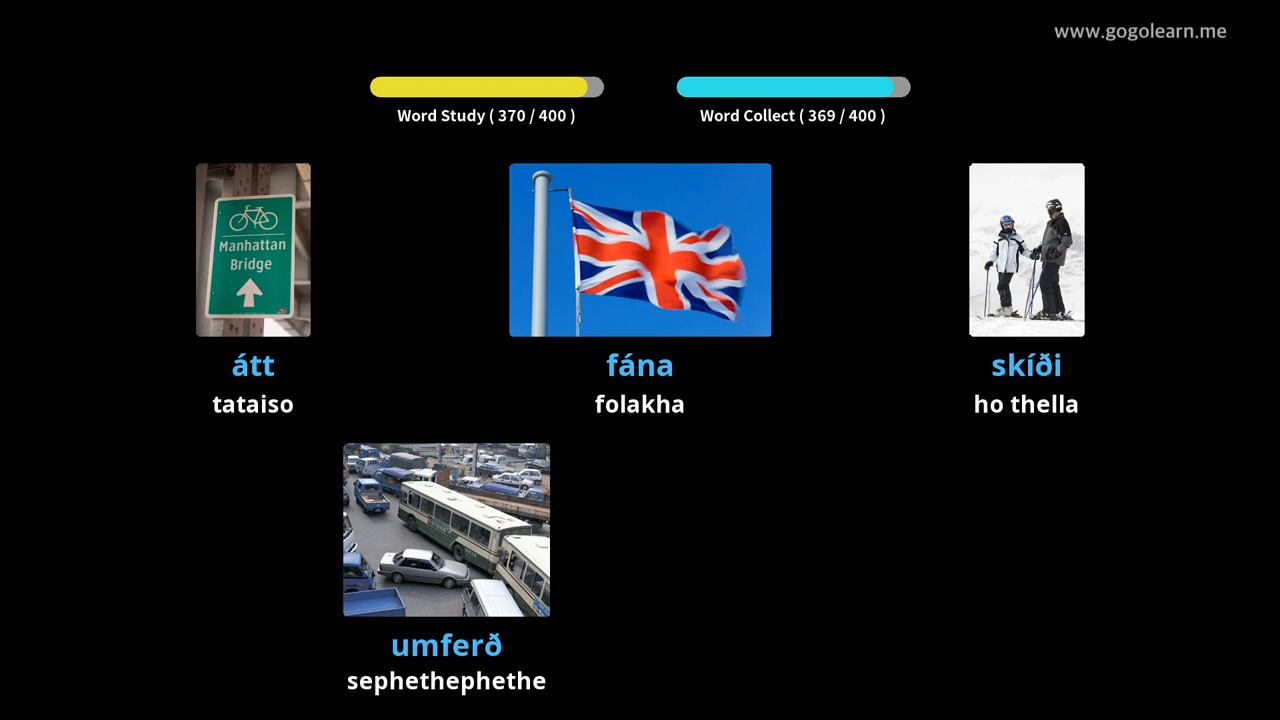 www.gogolearn.me
Word Study ( 370 / 400 )
Word Collect ( 369 / 400 )
Manhattan
Bridge
átt
fána
skíði
tataiso
folakha
ho thella
umferð
sephethephethe